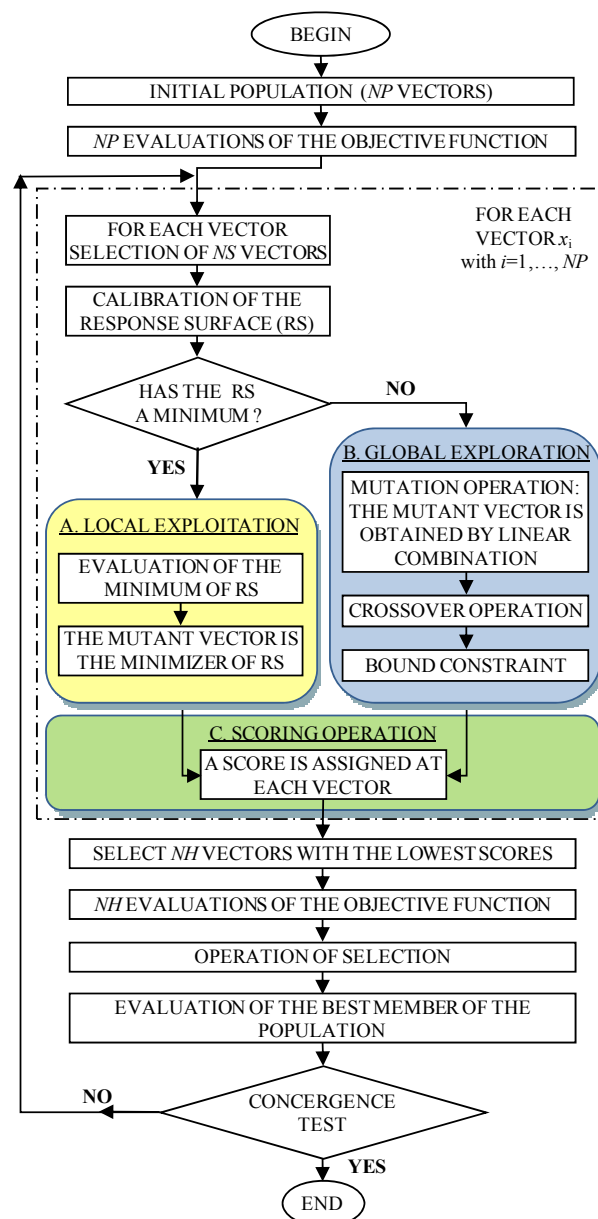 BEGIN
INITIAL POPULATION (NP VECTORS)
NP EVALUATIONS OF THE OBJECTIVE FUNCTION
FOR EACH VECTOR
SELECTION OF NS VECTORS
FOR EACH
VECTOR xi
with i=1,..., NP
CALIBRATION OF THE
RESPONSE SURFACE (RS)
HAS THE RS
A MINIMUM ?
NO
YES
B. GLOBAL EXPLORATION
MUTATION OPERATION:
THE MUTANT VECTOR IS
OBTAINED BY LINEAR
COMBINATION
CROSSOVER OPERATION
BOUND CONSTRAINT
A. LOCAL EXPLOITATION
EVALUATION OF THE
MINIMUM OF RS
THE MUTANT VECTOR IS
THE MINIMIZER OF RS
C. SCORING OPERATION
A SCORE IS ASSIGNED AT
EACH VECTOR
SELECT NH VECTORS WITH THE LOWEST SCORES
NH EVALUATIONS OF THE OBJECTIVE FUNCTION
OPERATION OF SELECTION
EVALUATION OF THE BEST MEMBER OF THE
POPULATION
NO
CONCERGENCE
TEST
YES
END